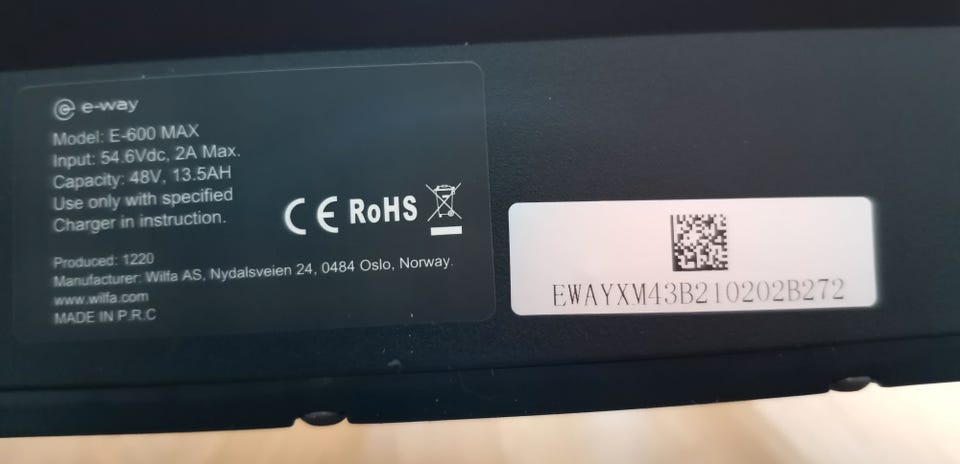 e-way
Model: E-600 MAX
Input: 54.6Vdc, 2A Max.
Capacity: 48V, 13.5AH
Use only with specified
Charger in instruction.
CE RoHS
Produced: 1220
Manufacturer: Wilfa AS, Nydalsveien 24, 0484 Oslo, Norway.
www.wilfa.com
MADE IN P.R.C
EWAYXM43B210202B272